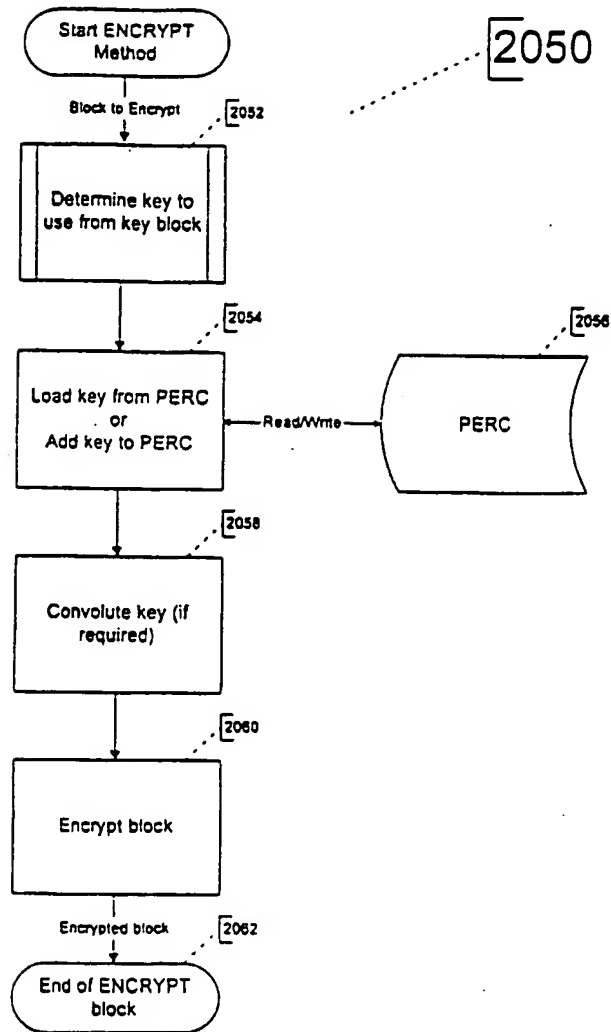 Start ENCRYPT
Method
2050
Block to Encrypt
2052
Determine key to
use from key block
2054
2056
Load key from PERC
or
Add key to PERC
Read/Write
PERC
2058
Convolute key (if
required)
2060
Encrypt block
Encrypted block
2062
End of ENCRYPT
block